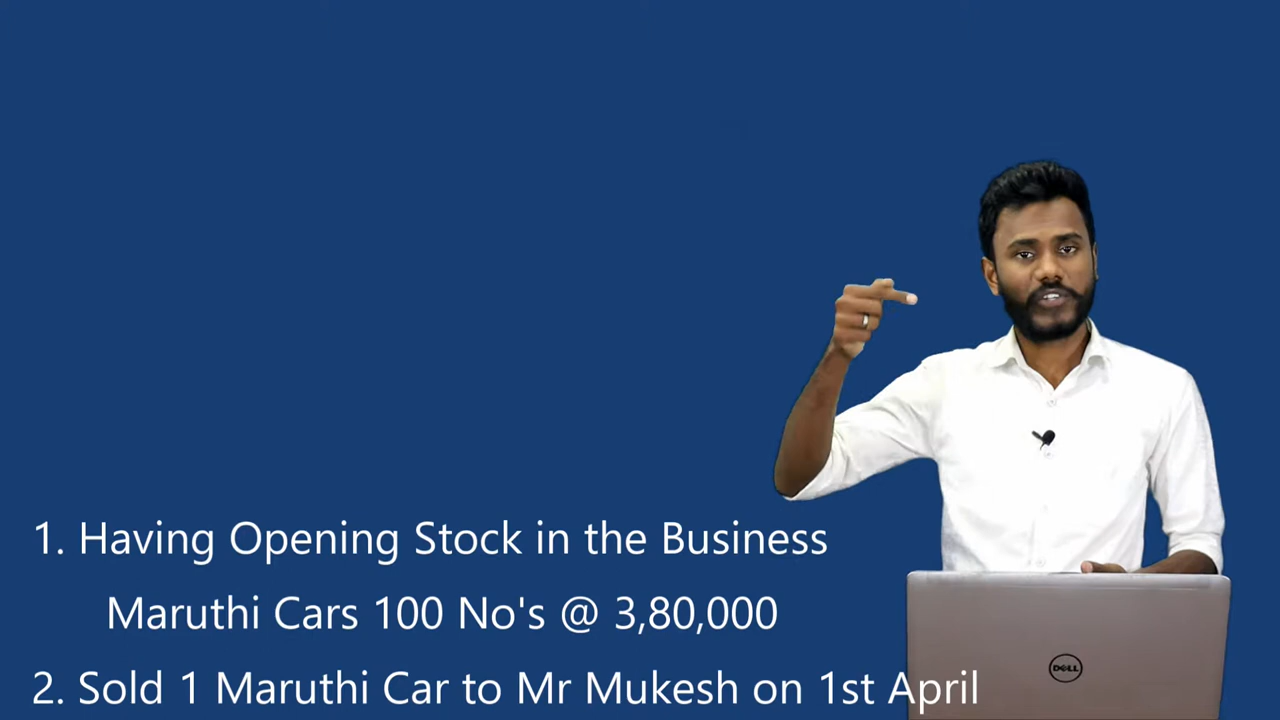 1. Having Opening Stock in the Business
Maruthi Cars 100 No's @ 3,80,000
2. Sold 1 Maruthi Car to Mr Mukesh on 1st April
DELL